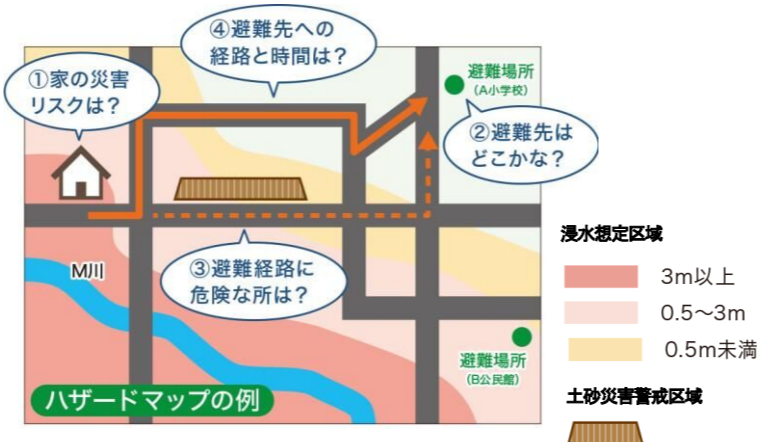 ④避難先への
経路と時間は？
①家の災害
リスクは？
避難場所
(A小学校)
②避難先は
どこかな？
M川
③避難経路に
危険な所は？
避難場所
(B公民館)
ハザードマップの例
浸水想定区域
3m以上
0.5～3m
0.5m未満
土砂災害警戒区域